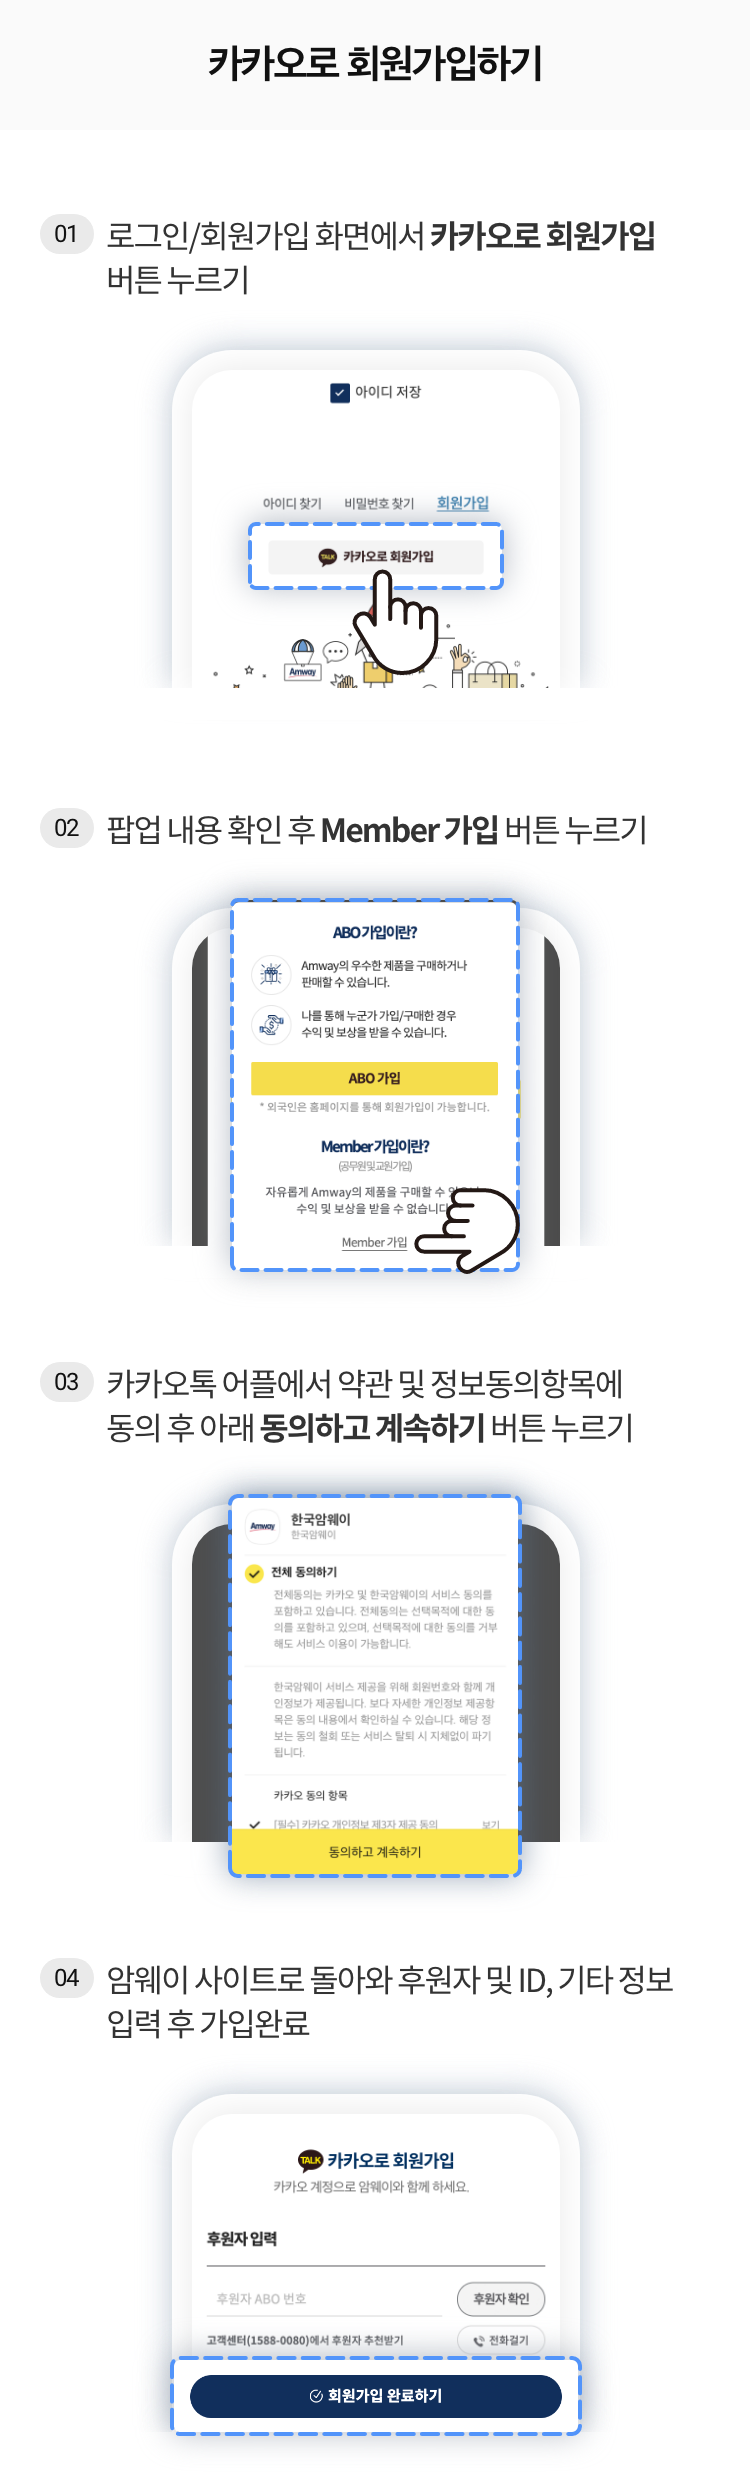 카카오로 회원가입하기
01 로그인/회원가입 화면에서 카카오로 회원가입
버튼 누르기
아이디 저장
아이디 찾기 비밀번호 찾기 회원가입
TALK 카카오로 회원가입
Amway
02 팝업 내용 확인 후 Member 가입 버튼 누르기
ABO 가입이란?
Amway의 우수한 제품을 구매하거나
판매할 수 있습니다.
나를 통해 누군가 가입/구매한 경우
수익 및 보상을 받을 수 있습니다.
ABO 가입
* 외국인은 홈페이지를 통해 회원가입이 가능합니다.
Member 가입이란?
(공무원 및 교원 가입)
자유롭게 Amway의 제품을 구매할 수
수익 및 보상을 받을 수 없습니다
Member 가입
03 카카오톡 어플에서 약관 및 정보동의항목에
동의 후 아래 동의하고 계속하기 버튼 누르기
Amway 한국암웨이
한국암웨이
전체 동의하기
전체동의는 카카오 및 한국암웨이의 서비스 동의를
포함하고 있습니다. 전체동의는 선택목적에 대한 동
의를 포함하고 있으며, 선택목적에 대한 동의를 거부
해도 서비스 이용이 가능합니다.
한국암웨이 서비스 제공을 위해 회원번호와 함께 개
인정보가 제공됩니다. 보다 자세한 개인정보 제공항
목은 동의 내용에서 확인하실 수 있습니다. 해당 정
보는 동의 철회 또는 서비스 탈퇴 시 지체없이 파기
됩니다.
카카오 동의 항목
[필수] 카카오 개인정보 제3자 제공 동의 보기
동의하고 계속하기
04 암웨이 사이트로 돌아와 후원자 및 ID, 기타 정보
입력 후 가입완료
TALK 카카오로 회원가입
카카오 계정으로 암웨이와 함께 하세요.
후원자 입력
후원자 ABO 번호 후원자 확인
고객센터(1588-0080)에서 후원자 추천받기 전화걸기
회원가입 완료하기